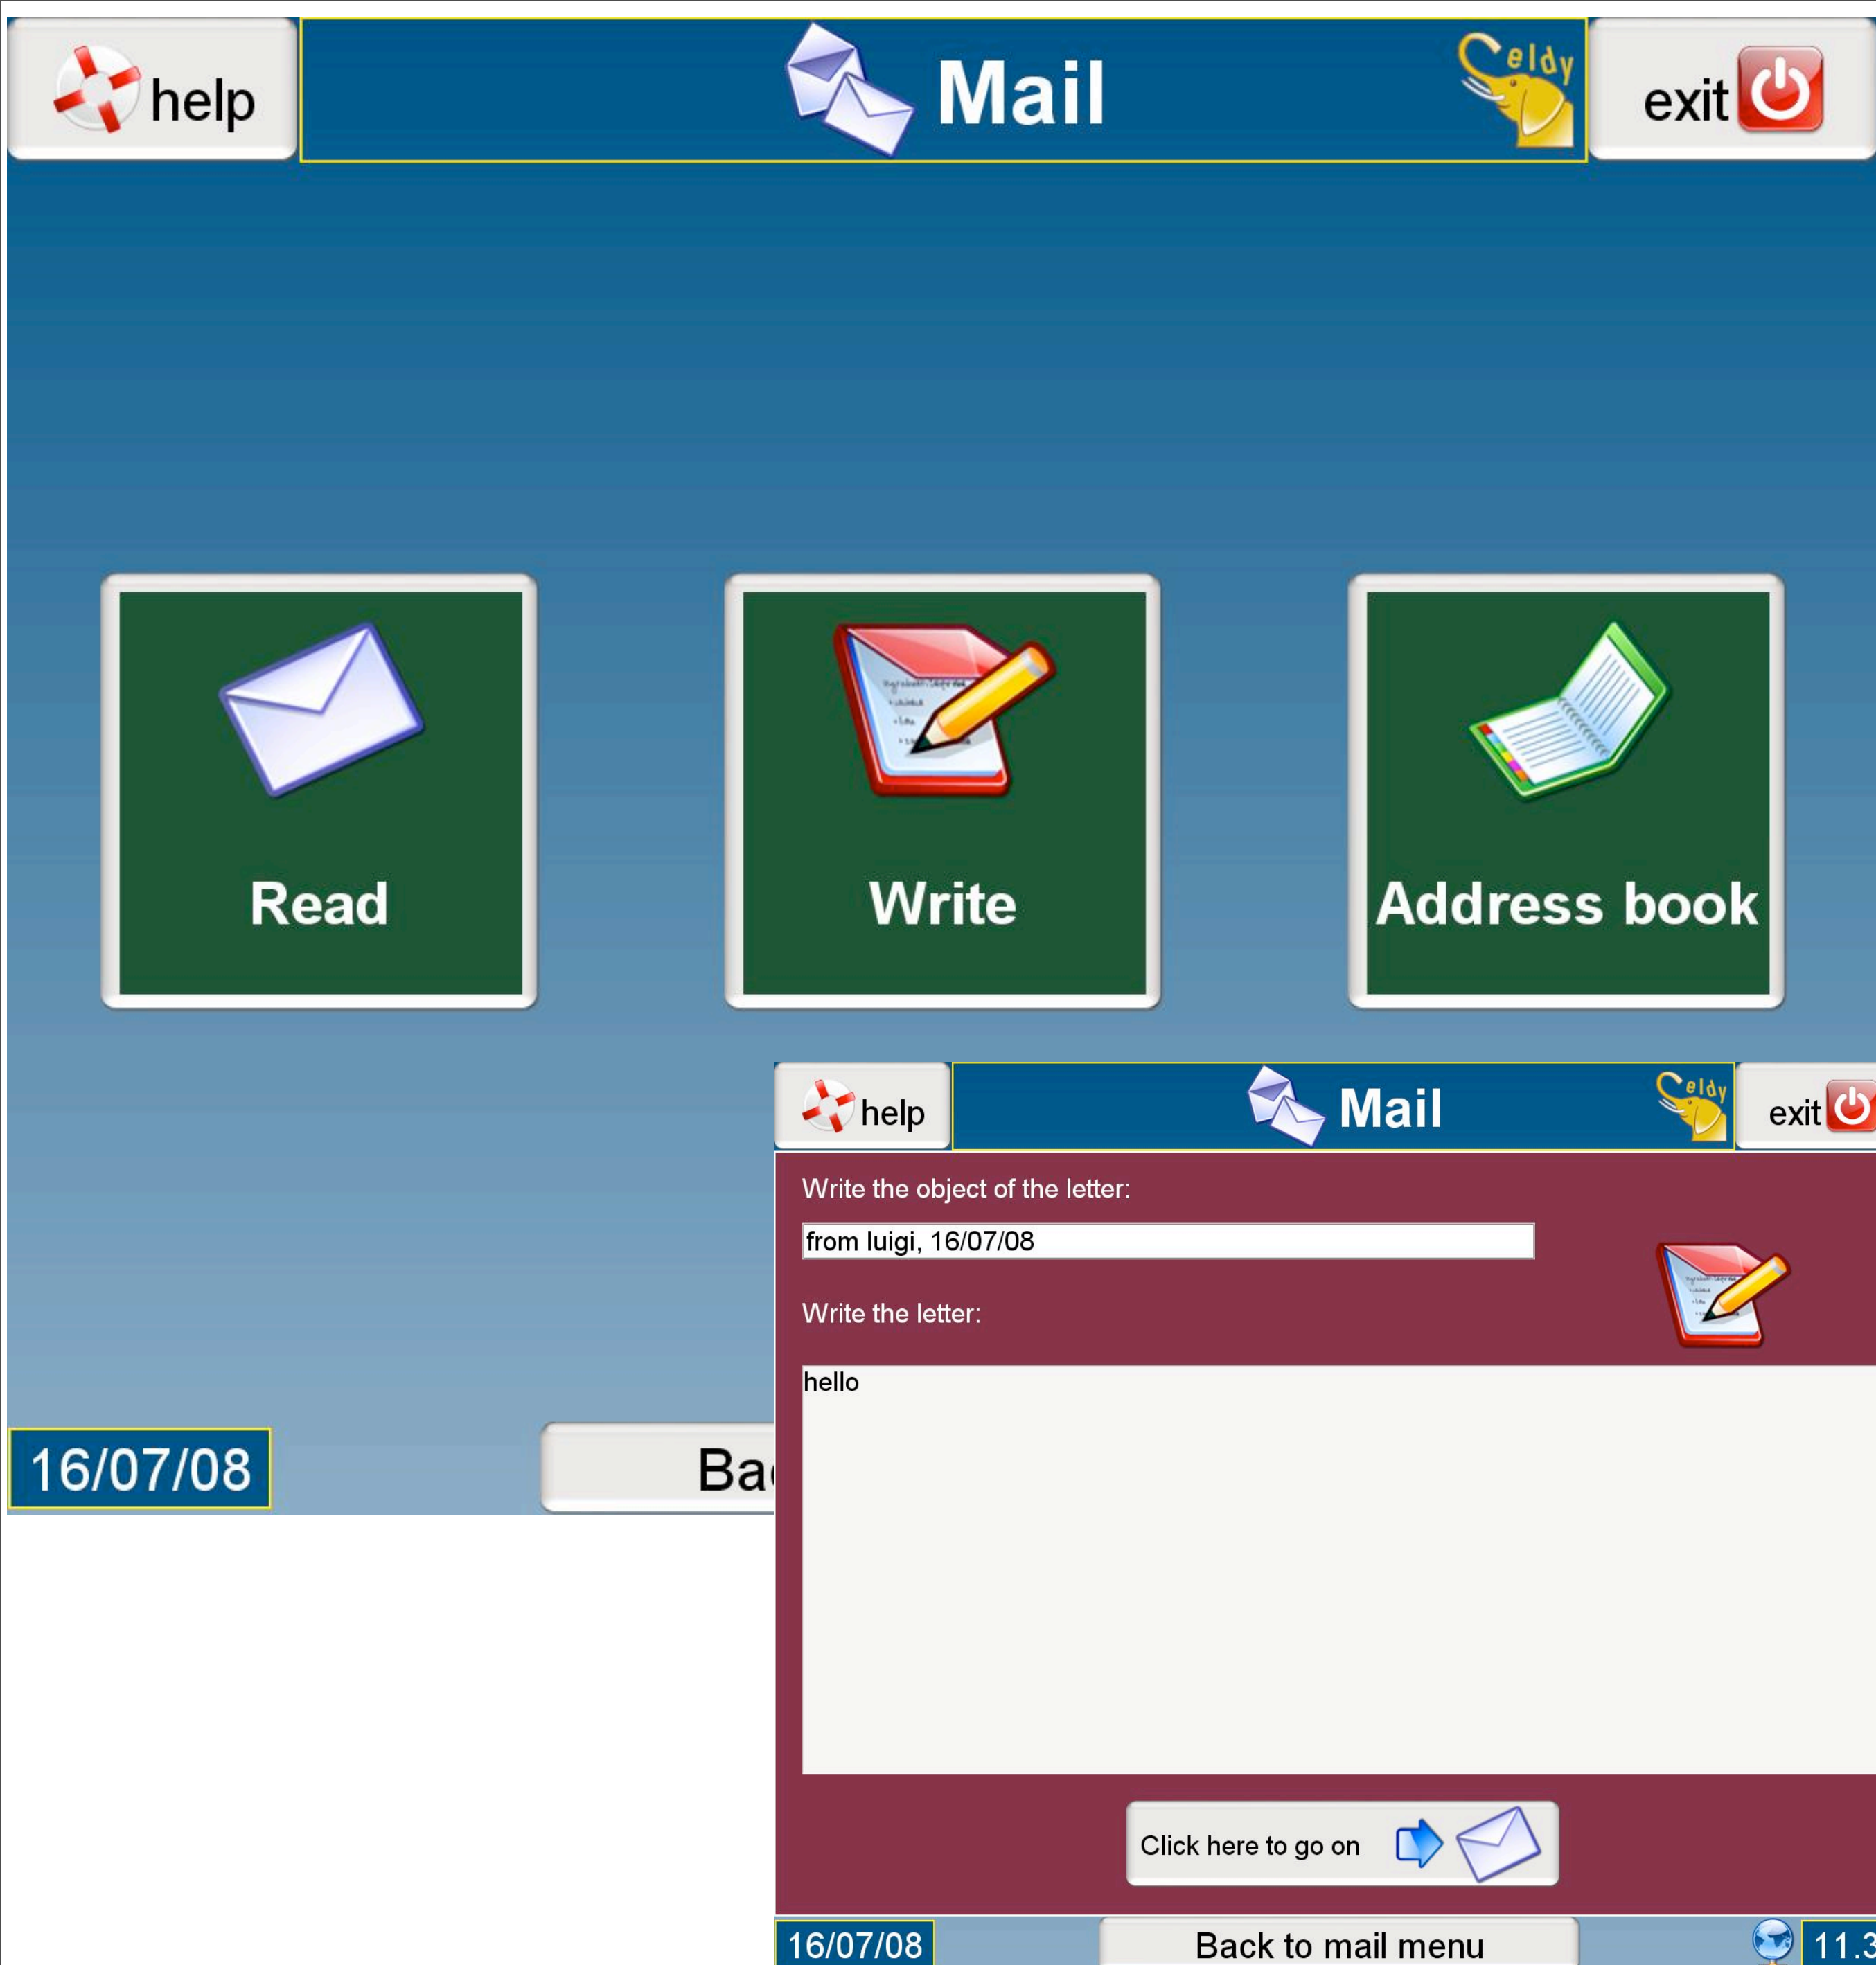 help
Mail
eldy
exit
Read
Write
Address book
16/07/08
help
Mail
eldy
exit
Write the object of the letter:
from luigi, 16/07/08
Write the letter:
hello
Click here to go on
16/07/08
Back to mail menu